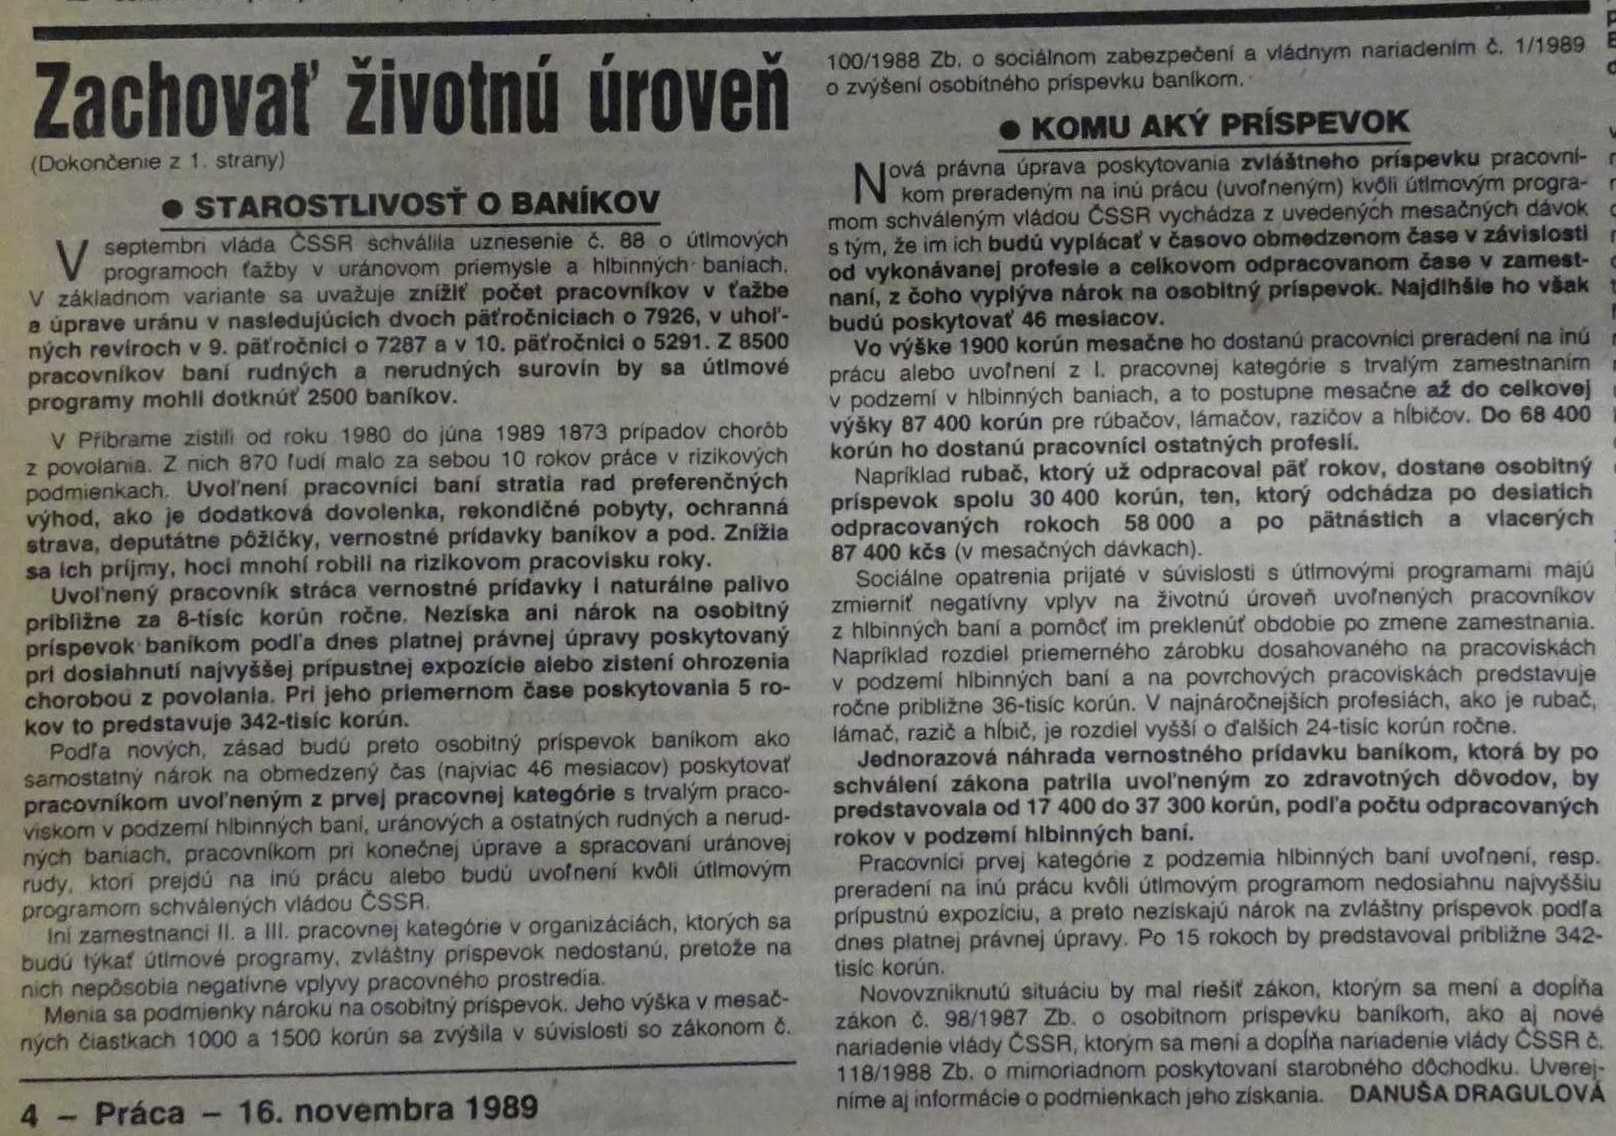 Zachovať životnú úroveň
(Dokončenie z 1. strany)
● STAROSTLIVOSŤ O BANÍKOV
V septembri vláda ČSSR schválila uznesenie č. 88 o útlmových
programoch ťažby v uránovom priemysle a hlbinných baniach.
V základnom variante sa uvažuje znížiť počet pracovníkov v ťažbe
a úprave uránu v nasledujúcich dvoch päťročniciach o 7926, v uhoľ-
ných revíroch v 9. päťročnici o 7287 a v 10. päťročnici o 5291. Z 8500
pracovníkov baní rudných a nerudných surovín by sa útlmové
programy mohli dotknúť 2500 baníkov.
V Příbrame zistili od roku 1980 do júna 1989 1873 prípadov chorôb
z povolania. Z nich 870 ľudí malo za sebou 10 rokov práce v rizikových
podmienkach. Uvoľnení pracovníci baní stratia rad preferenčných
výhod, ako je dodatková dovolenka, rekondičné pobyty, ochranná
strava, deputátne pôžičky, vernostné prídavky baníkov a pod. Znížia
sa ich príjmy, hoci mnohí robili na rizikovom pracovisku roky.
Uvoľnený pracovník stráca vernostné prídavky i naturálne palivo
približne za 8-tisíc korún ročne. Nezíska ani nárok na osobitný
príspevok baníkom podľa dnes platnej právnej úpravy poskytovaný
pri dosiahnutí najvyššej prípustnej expozície alebo zistení ohrozenia
chorobou z povolania. Pri jeho priemernom čase poskytovania 5 ro-
kov to predstavuje 342-tisíc korún.
Podľa nových, zásad budú preto osobitný príspevok baníkom ako
samostatný nárok na obmedzený čas (najviac 46 mesiacov) poskytovať
pracovníkom uvoľneným z prvej pracovnej kategórie s trvalým praco-
viskom v podzemí hlbinných baní, uránových a ostatných rudných a nerud-
ných baniach, pracovníkom pri konečnej úprave a spracovaní uránovej
rudy, ktorí prejdú na inú prácu alebo budú uvoľnení kvôli útlmovým
programom schválených vládou ČSSR.
Iní zamestnanci II. a III. pracovnej kategórie v organizáciách, ktorých sa
budú týkať útlmové programy, zvláštny príspevok nedostanú, pretože na
nich nepôsobia negatívne vplyvy pracovného prostredia.
Menia sa podmienky nároku na osobitný príspevok. Jeho výška v mesač-
ných čiastkach 1000 a 1500 korún sa zvýšila v súvislosti so zákonom č.
4 – Práca – 16. novembra 1989
100/1988 Zb. o sociálnom zabezpečení a vládnym nariadením č. 1/1989
o zvýšení osobitného príspevku baníkom.
● KOMU AKÝ PRÍSPEVOK
Nová právna úprava poskytovania zvláštneho príspevku pracovní-
kom preradeným na inú prácu (uvoľneným) kvôli útlmovým progra-
mom schváleným vládou ČSSR vychádza z uvedených mesačných dávok
s tým, že im ich budú vyplácať v časovo obmedzenom čase v závislosti
od vykonávanej profesie a celkovom odpracovanom čase v zamest-
naní, z čoho vyplýva nárok na osobitný príspevok. Najdlhšie ho však
budú poskytovať 46 mesiacov.
Vo výške 1900 korún mesačne ho dostanú pracovníci preradení na inú
prácu alebo uvoľnení z I. pracovnej kategórie s trvalým zamestnaním
v podzemí v hlbinných baniach, a to postupne mesačne až do celkovej
výšky 87 400 korún pre rúbačov, lámačov, razičov a hĺbičov. Do 68 400
korún ho dostanú pracovníci ostatných profesií.
Napríklad rubač, ktorý už odpracoval päť rokov, dostane osobitný
príspevok spolu 30 400 korún, ten, ktorý odchádza po desiatich
odpracovaných rokoch 58 000 a po pätnástich a viacerých
87 400 kčs (v mesačných dávkach).
Sociálne opatrenia prijaté v súvislosti s útlmovými programami majú
zmierniť negatívny vplyv na životnú úroveň uvoľnených pracovníkov
z hlbinných baní a pomôcť im preklenúť obdobie po zmene zamestnania.
Napríklad rozdiel priemerného zárobku dosahovaného na pracoviskách
v podzemí hlbinných baní a na povrchových pracoviskách predstavuje
ročne približne 36-tisíc korún. V najnáročnejších profesiách, ako je rubač,
lámač, razič a hĺbič, je rozdiel vyšší o ďalších 24-tisíc korún ročne.
Jednorazová náhrada vernostného prídavku baníkom, ktorá by po
schválení zákona patrila uvoľneným zo zdravotných dôvodov, by
predstavovala od 17 400 do 37 300 korún, podľa počtu odpracovaných
rokov v podzemí hlbinných baní.
Pracovníci prvej kategórie z podzemia hlbinných baní uvoľnení, resp.
preradení na inú prácu kvôli útlmovým programom nedosiahnu najvyššiu
prípustnú expozíciu, a preto nezískajú nárok na zvláštny príspevok podľa
dnes platnej právnej úpravy. Po 15 rokoch by predstavoval približne 342-
tisíc korún.
Novovzniknutú situáciu by mal riešiť zákon, ktorým sa mení a dopĺňa
zákon č. 98/1987 Zb. o osobitnom príspevku baníkom, ako aj nové
nariadenie vlády ČSSR, ktorým sa mení a dopĺňa nariadenie vlády ČSSR č.
118/1988 Zb. o mimoriadnom poskytovaní starobného dôchodku. Uverej-
níme aj informácie o podmienkach jeho získania. DANUŠA DRAGULOVÁ